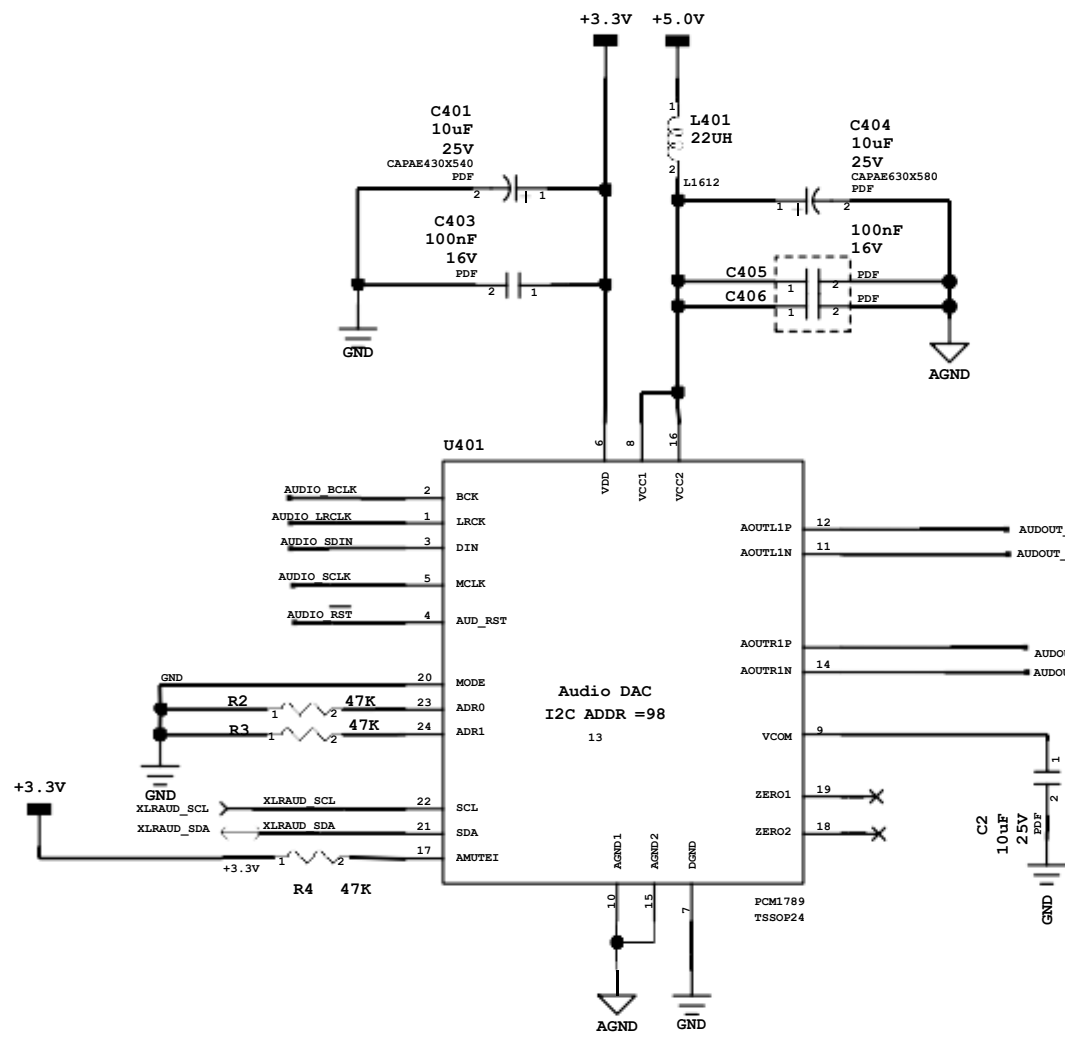 +3.3V
+5.0V
C401
10uF
25V
CAPAE430X540
PDF
2
1
C403
100nF
16V
PDF
2
1
GND
1
L401
22UH
2
L1612
C404
10uF
25V
CAPAE630X580
PDF
1
2
100nF
16V
C405
1
2
PDF
C406
1
2
PDF
AGND
U401
6
8
16
VDD
VCC1
VCC2
AUDIO_BCLK
2
BCK
AUDIO_LRCLK
1
LRCK
AUDIO_SDIN
3
DIN
AUDIO_SCLK
5
MCLK
AUDIO_RST
4
AUD_RST
GND
20
MODE
R2
1
2
47K
23
ADR0
R3
1
2
47K
24
ADR1
GND
+3.3V
XLRAUD_SCL
XLRAUD_SCL
22
SCL
XLRAUD_SDA
XLRAUD_SDA
21
SDA
+3.3V
1
2
17
AMUTEI
R4
47K
Audio DAC
I2C ADDR =98
13
AOUTL1P
12
AUDOUT_
AOUTL1N
11
AUDOUT_
AOUTR1P
AUDOU
AOUTR1N
14
AUDOU
VCOM
9
1
2
C2
10uF
25V
PDF
GND
ZERO1
19
ZERO2
18
AGND1
AGND2
DGND
10
15
7
PCM1789
TSSOP24
AGND
GND